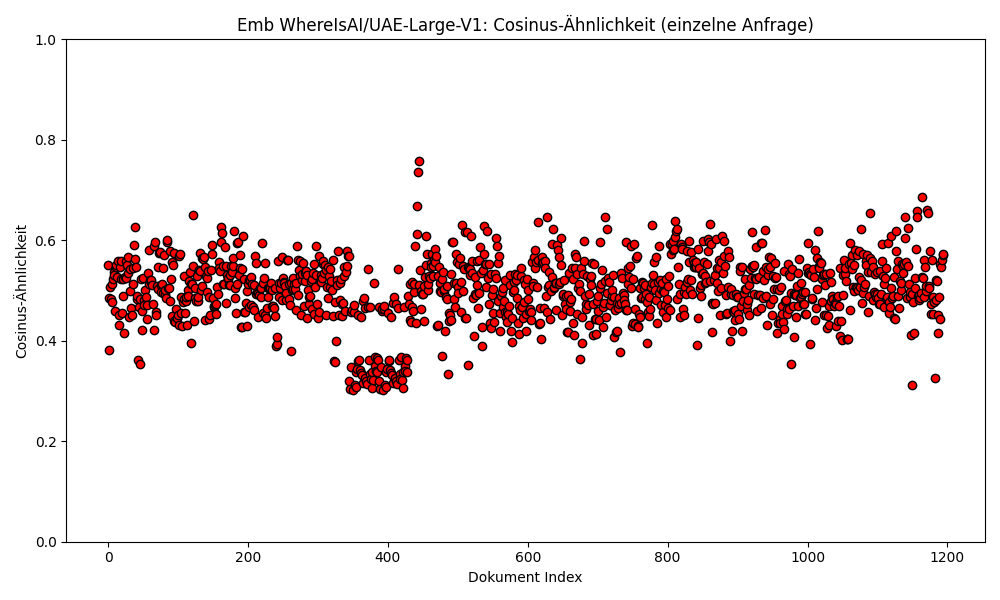 Emb WhereIsAI/UAE-Large-V1: Cosinus-Ähnlichkeit (einzelne Anfrage)
1.0
0.8
0.6
0.4
0.2
0.0
Cosinus-Ähnlichkeit
0 200 400 600 800 1000 1200
Dokument Index